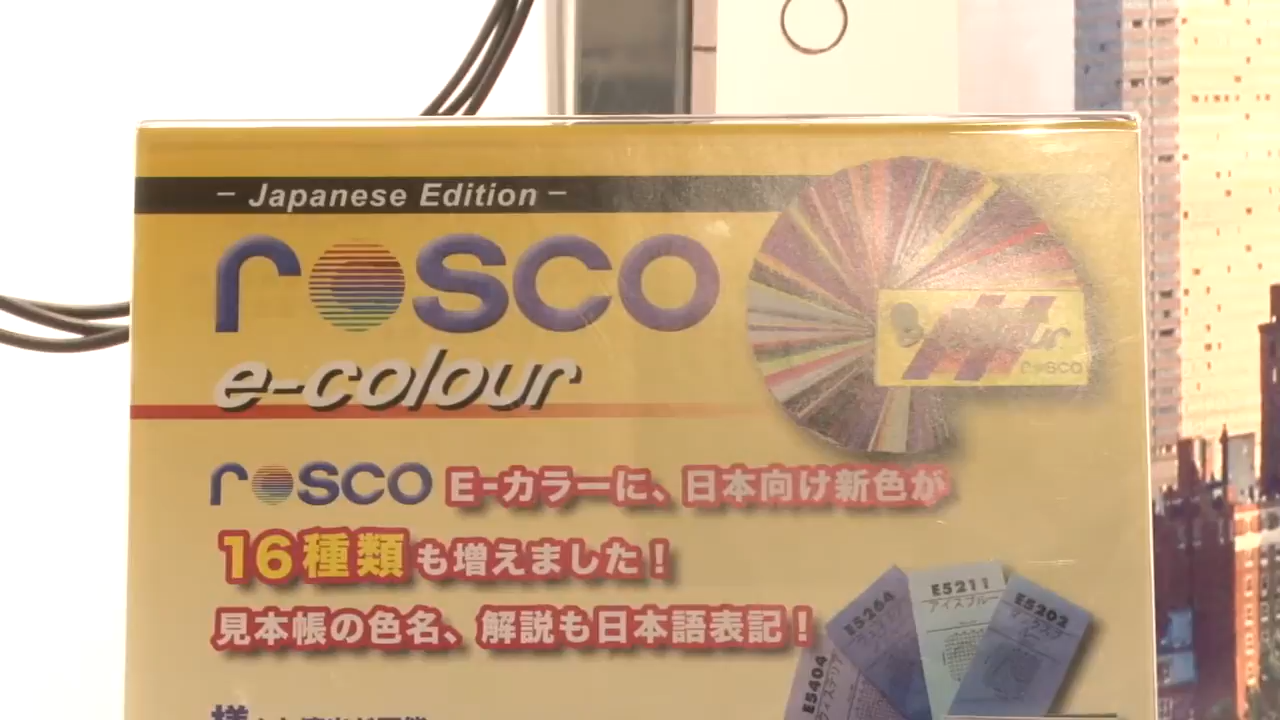 – Japanese Edition –
rosco
e-colour
rosco
rosco E-カラーに、日本向け新色が
16種類も増えました！
見本帳の色名、解説も日本語表記！
E5211
アイスブルー
E5202
E5264
E5404